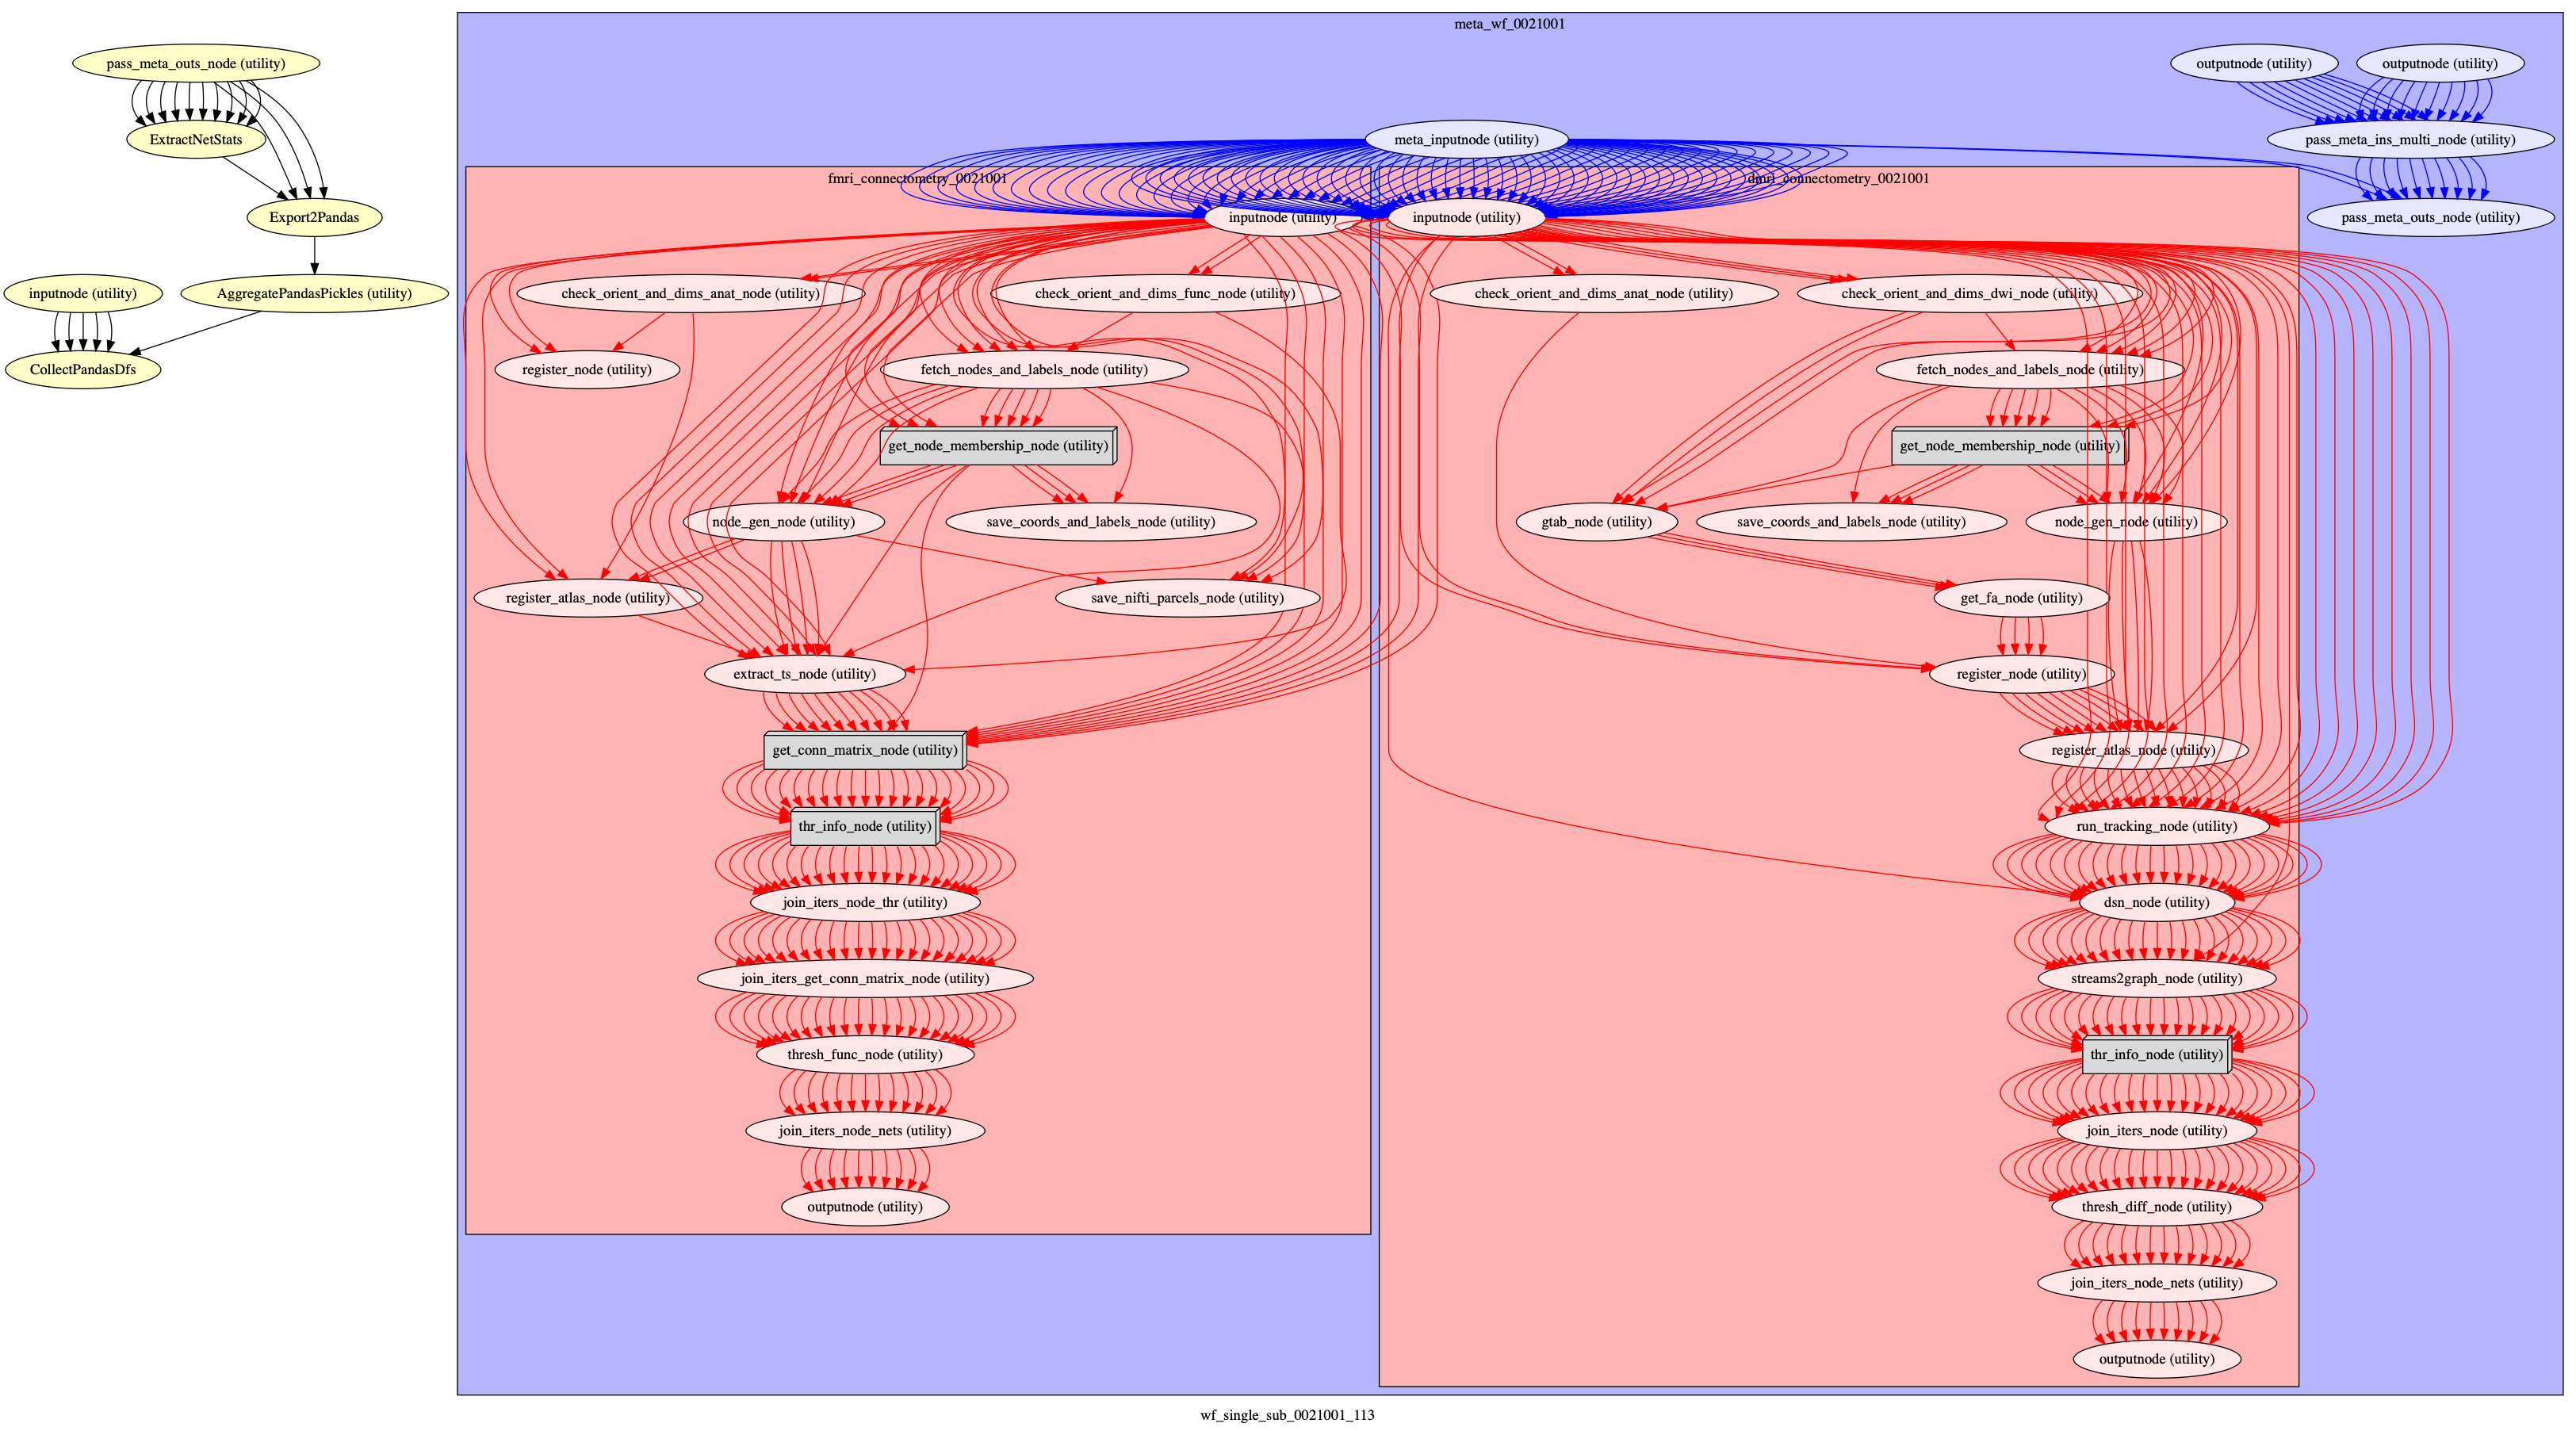 pass_meta_outs_node (utility)
ExtractNetStats
Export2Pandas
inputnode (utility)
AggregatePandasPickles (utility)
CollectPandasDfs
meta_wf_0021001
outputnode (utility)
outputnode (utility)
meta_inputnode (utility)
pass_meta_ins_multi_node (utility)
pass_meta_outs_node (utility)
fmri_connectometry_0021001
inputnode (utility)
check_orient_and_dims_anat_node (utility)
check_orient_and_dims_func_node (utility)
register_node (utility)
fetch_nodes_and_labels_node (utility)
get_node_membership_node (utility)
node_gen_node (utility)
save_coords_and_labels_node (utility)
register_atlas_node (utility)
save_nifti_parcels_node (utility)
extract_ts_node (utility)
get_conn_matrix_node (utility)
thr_info_node (utility)
join_iters_node_thr (utility)
join_iters_get_conn_matrix_node (utility)
thresh_func_node (utility)
join_iters_node_nets (utility)
outputnode (utility)
dmri_connectometry_0021001
inputnode (utility)
check_orient_and_dims_anat_node (utility)
check_orient_and_dims_dwi_node (utility)
fetch_nodes_and_labels_node (utility)
get_node_membership_node (utility)
gtab_node (utility)
save_coords_and_labels_node (utility)
node_gen_node (utility)
get_fa_node (utility)
register_node (utility)
register_atlas_node (utility)
run_tracking_node (utility)
dsn_node (utility)
streams2graph_node (utility)
thr_info_node (utility)
join_iters_node (utility)
thresh_diff_node (utility)
join_iters_node_nets (utility)
outputnode (utility)
wf_single_sub_0021001_113